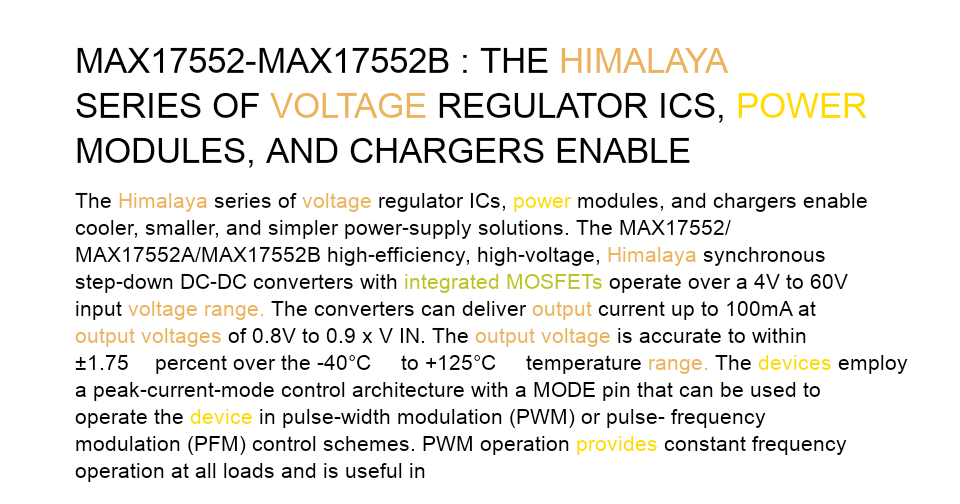 MAX17552-MAX17552B : THE HIMALAYA
SERIES OF VOLTAGE REGULATOR ICS, POWER
MODULES, AND CHARGERS ENABLE
The Himalaya series of voltage regulator ICs, power modules, and chargers enable
cooler, smaller, and simpler power-supply solutions. The MAX17552/
MAX17552A/MAX17552B high-efficiency, high-voltage, Himalaya synchronous
step-down DC-DC converters with integrated MOSFETs operate over a 4V to 60V
input voltage range. The converters can deliver output current up to 100mA at
output voltages of 0.8V to 0.9 x V IN. The output voltage is accurate to within
±1.75 percent over the -40°C to +125°C temperature range. The devices employ
a peak-current-mode control architecture with a MODE pin that can be used to
operate the device in pulse-width modulation (PWM) or pulse- frequency
modulation (PFM) control schemes. PWM operation provides constant frequency
operation at all loads and is useful in